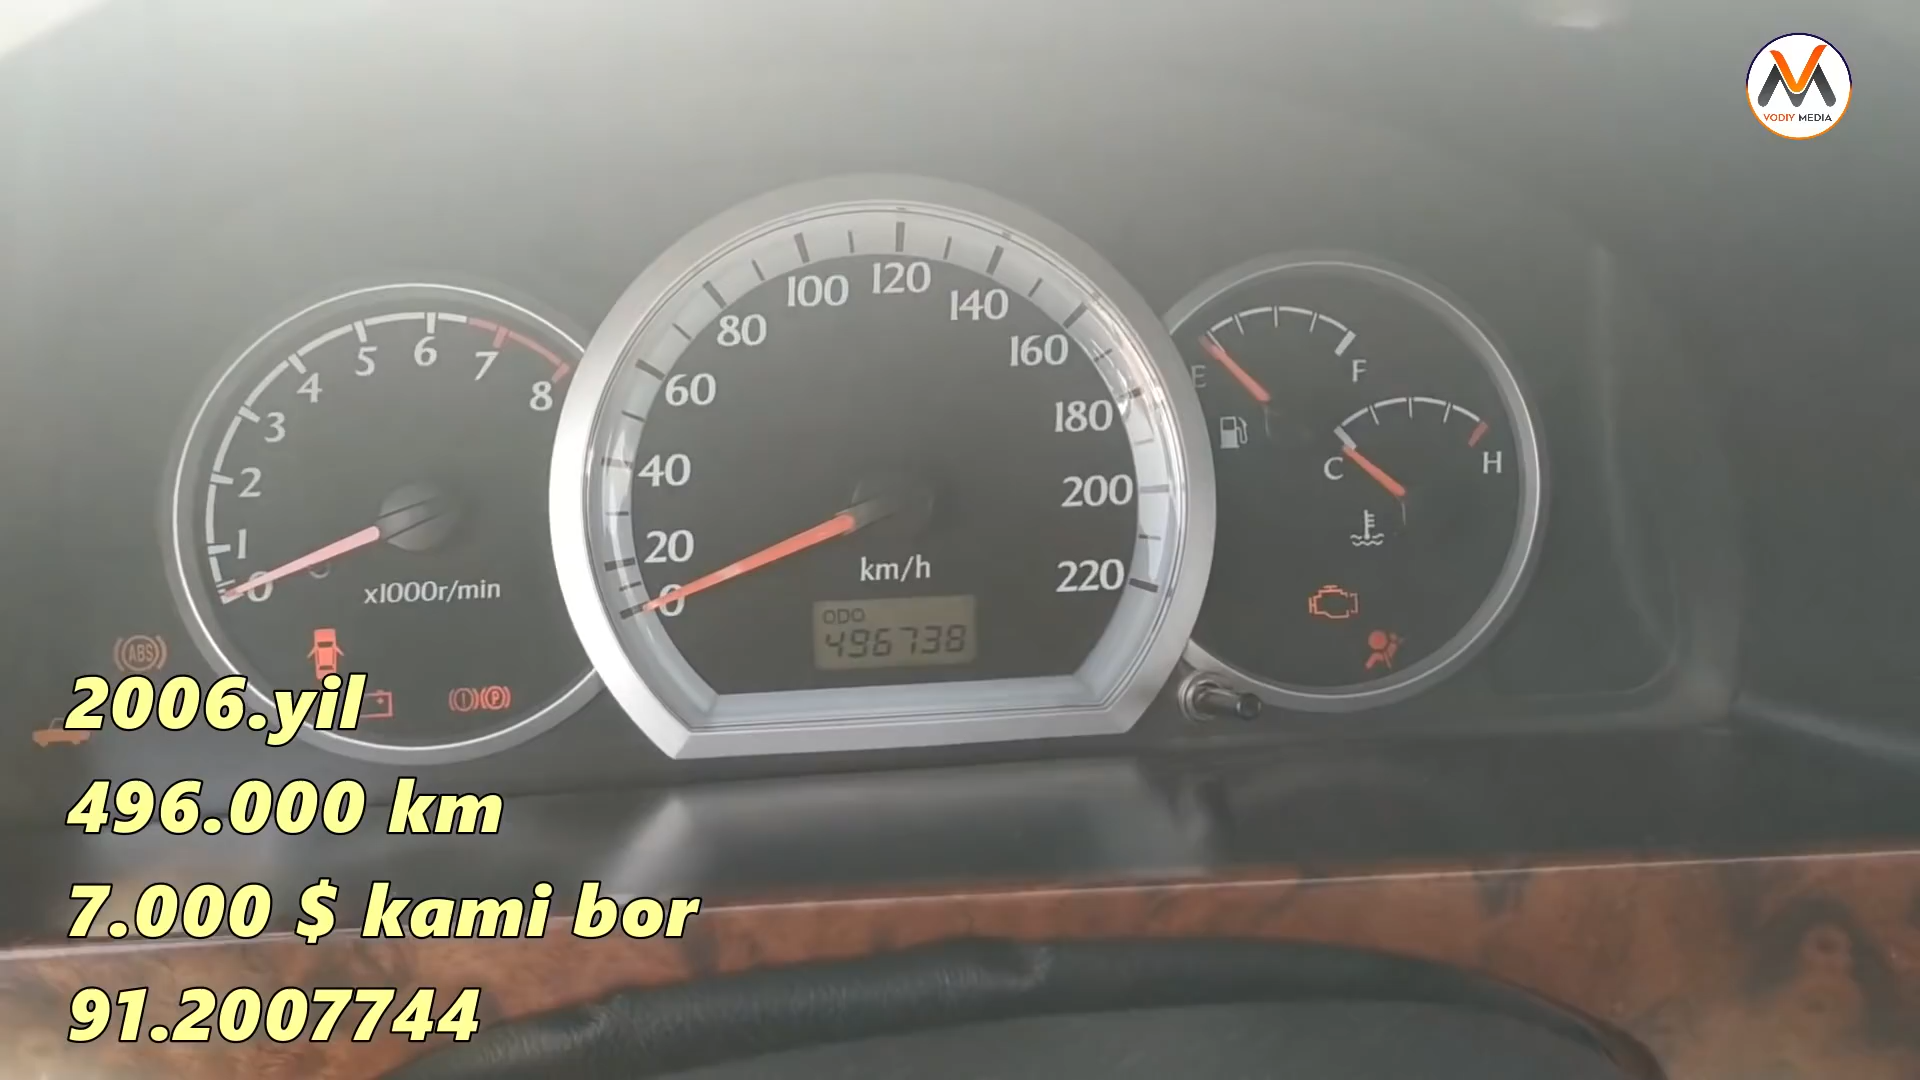 VM
VODIY MEDIA
0
1
2
3
4
5
6
7
8
x1000r/min
0
20
40
60
80
100
120
140
160
180
200
220
km/h
ODO
496738
E
F
C
H
ABS
P
2006.yil
496.000 km
7.000 $ kami bor
91.2007744